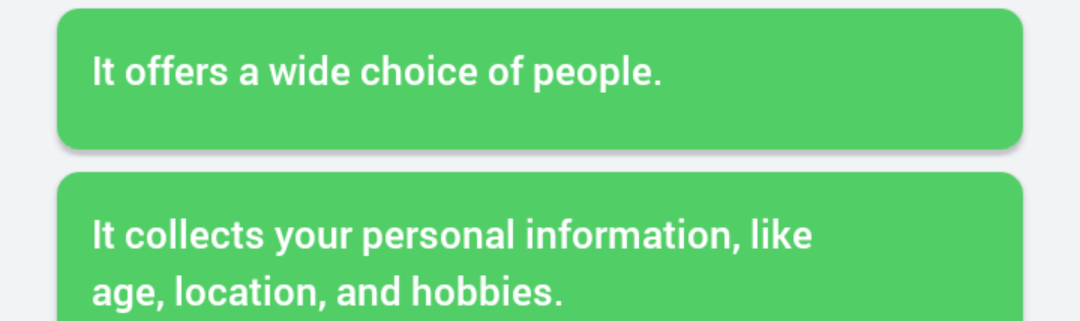 It offers a wide choice of people.
It collects your personal information, like
age, location, and hobbies.